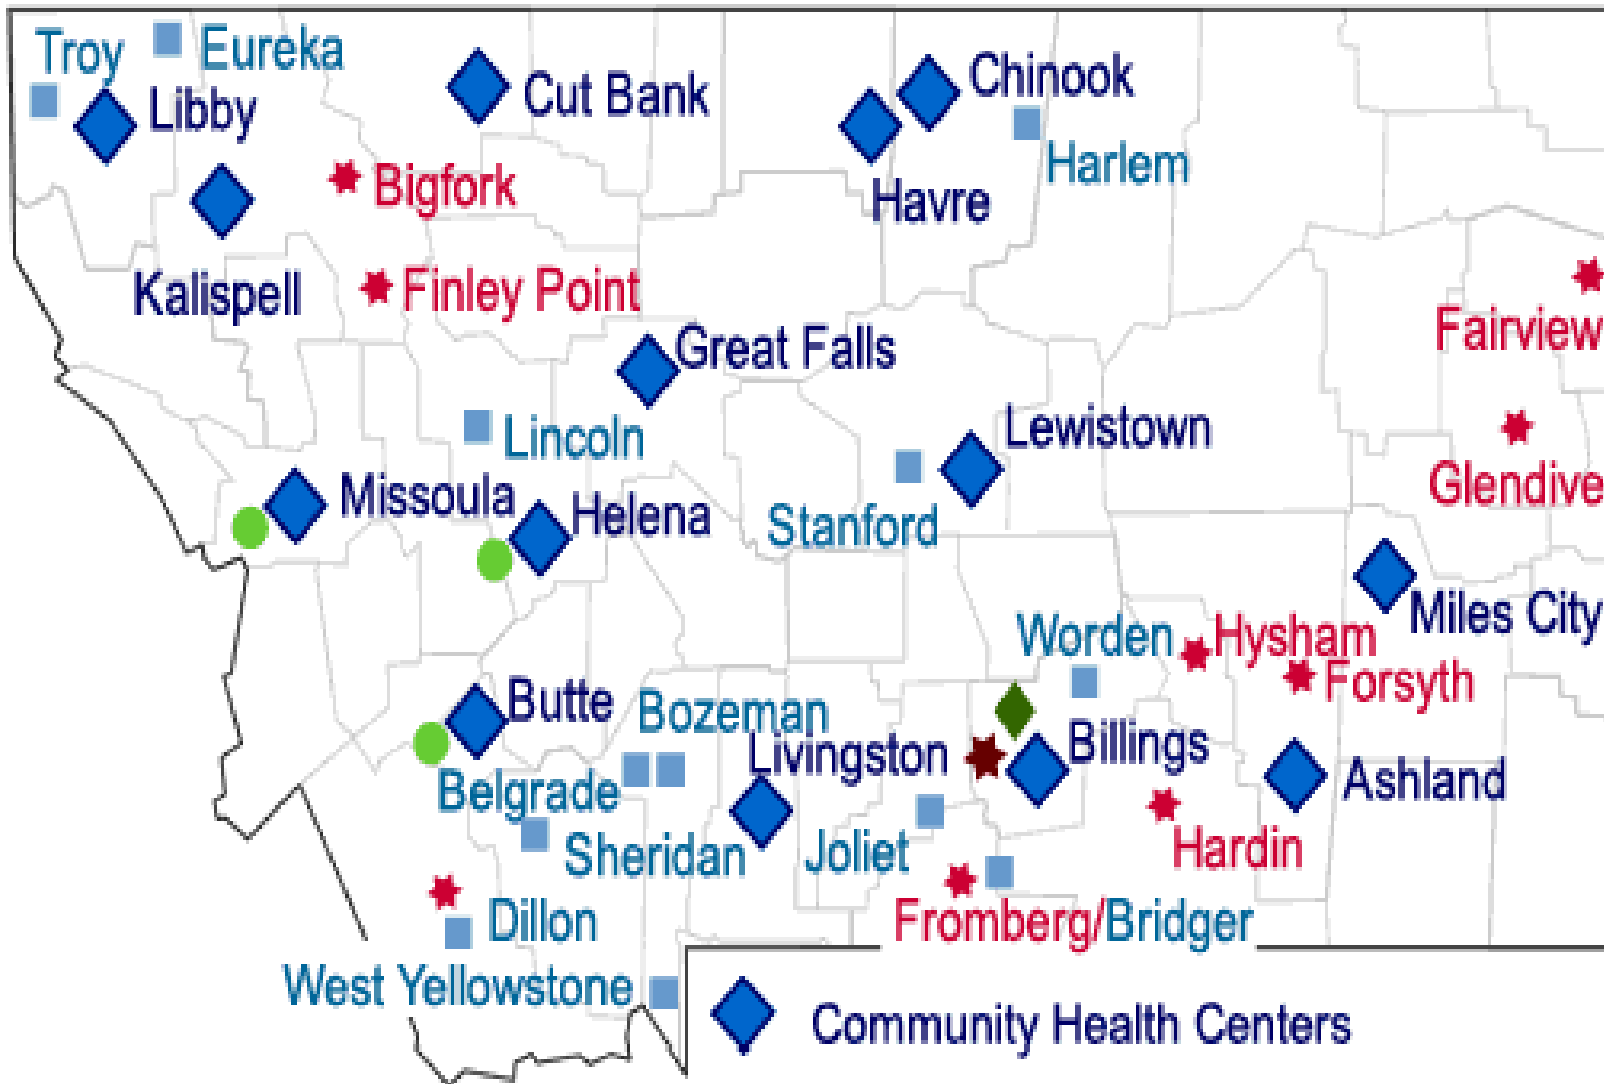 Troy
Eureka
Libby
Cut Bank
Chinook
Harlem
Bigfork
Havre
Kalispell
Finley Point
Fairview
Great Falls
Lewistown
Lincoln
Glendive
Missoula
Helena
Stanford
Miles City
Worden
Hysham
Forsyth
Butte
Bozeman
Livingston
Billings
Belgrade
Ashland
Sheridan
Joliet
Hardin
Dillon
Fromberg/Bridger
West Yellowstone
Community Health Centers